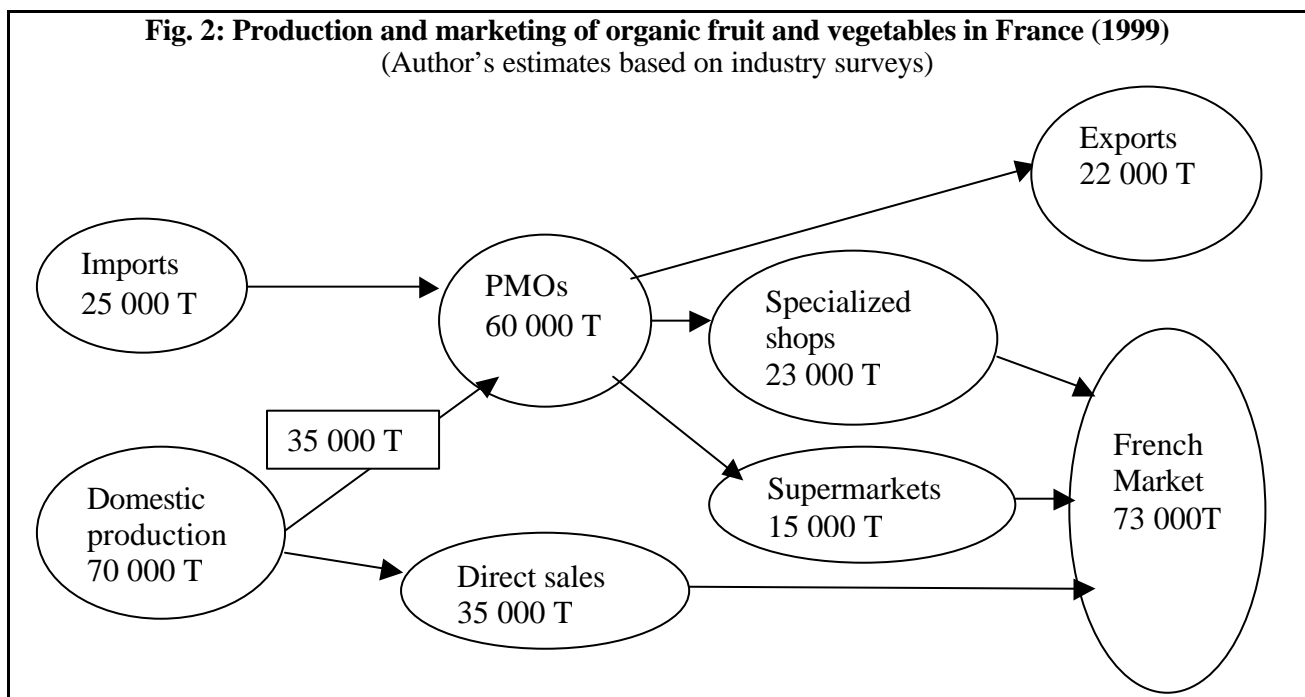 Fig. 2: Production and marketing of organic fruit and vegetables in France (1999)
(Author's estimates based on industry surveys)
Exports
22 000 T
Imports
25 000 T
PMOs
60 000 T
Specialized
shops
23 000 T
35 000 T
French
Market
73 000T
Domestic
production
70 000 T
Supermarkets
15 000 T
Direct sales
35 000 T